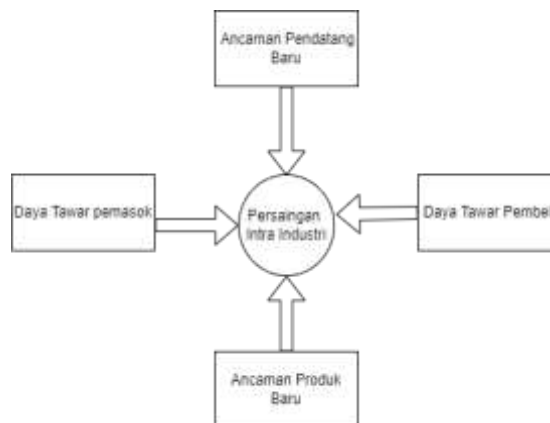 Ancaman Pendatang
Baru
Daya Tawar pemasok
Persaingan
Intra Industri
Daya Tawar Pembel
Ancaman Produk
Baru